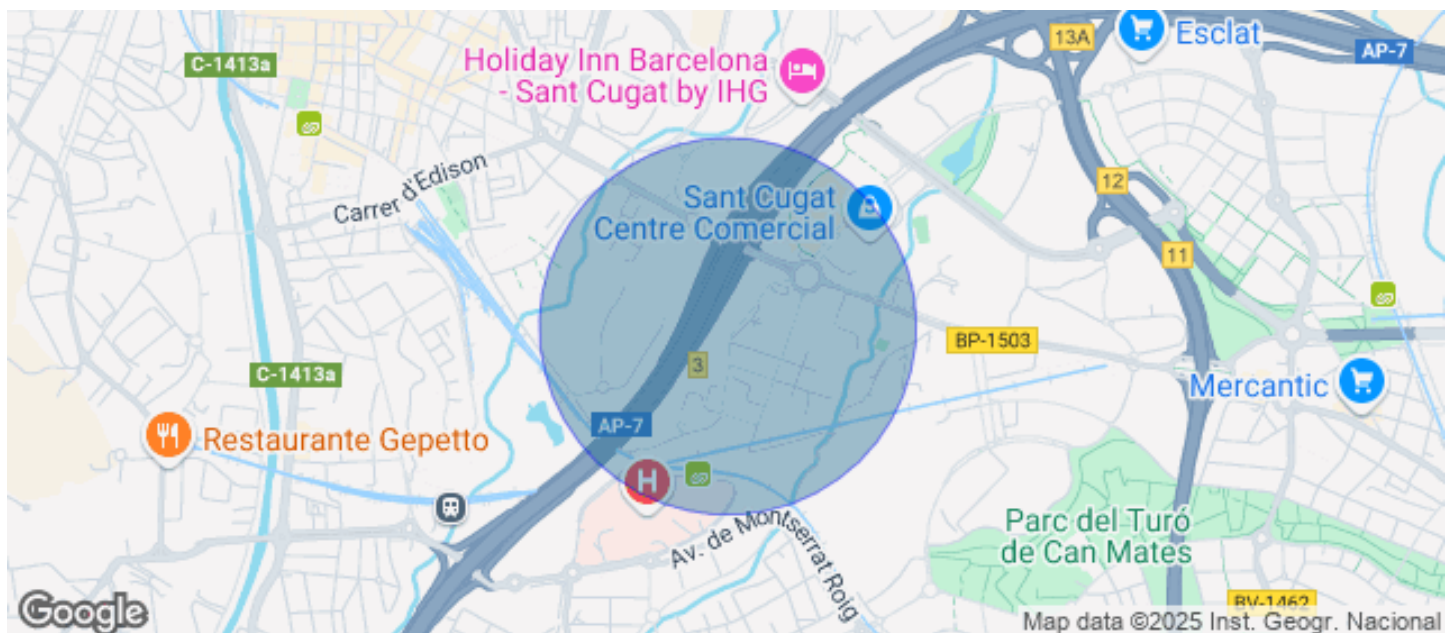 13A
Esclat
C-1413a
AP-7
Holiday Inn Barcelona
- Sant Cugat by IHG
Carrer d'Edison
12
Sant Cugat
Centre Comercial
11
BP-1503
3
C-1413a
Mercantic
AP-7
Restaurante Gepetto
H
Parc del Turó
de Can Mates
Av. de Montserrat Roig
BV-1462
Google
Map data ©2025 Inst. Geogr. Nacional